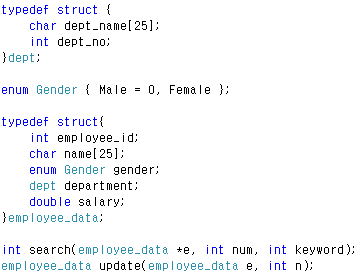 typedef struct {
char dept_name[25];
int dept_no;
}dept;
enum Gender { Male = 0, Female };
typedef struct{
int employee_id;
char name[25];
enum Gender gender;
dept department;
double salary;
}employee_data;
int search(employee_data *e, int num, int keyword);
employee_data update(employee_data e, int n);